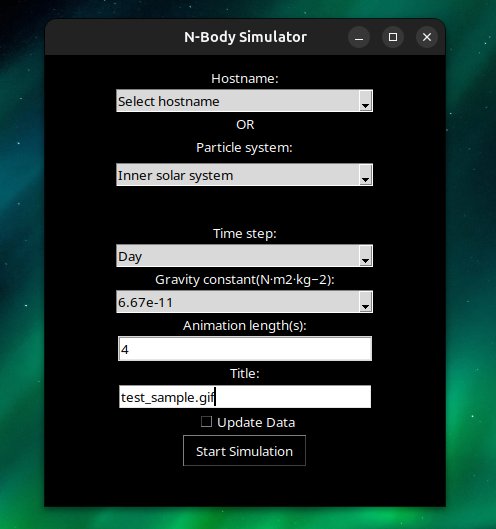 N-Body Simulator
Hostname:
Select hostname
OR
Particle system:
Inner solar system
Time step:
Day
Gravity constant(N·m2·kg−2):
6.67e-11
Animation length(s):
4
Title:
test_sample.gif
Update Data
Start Simulation